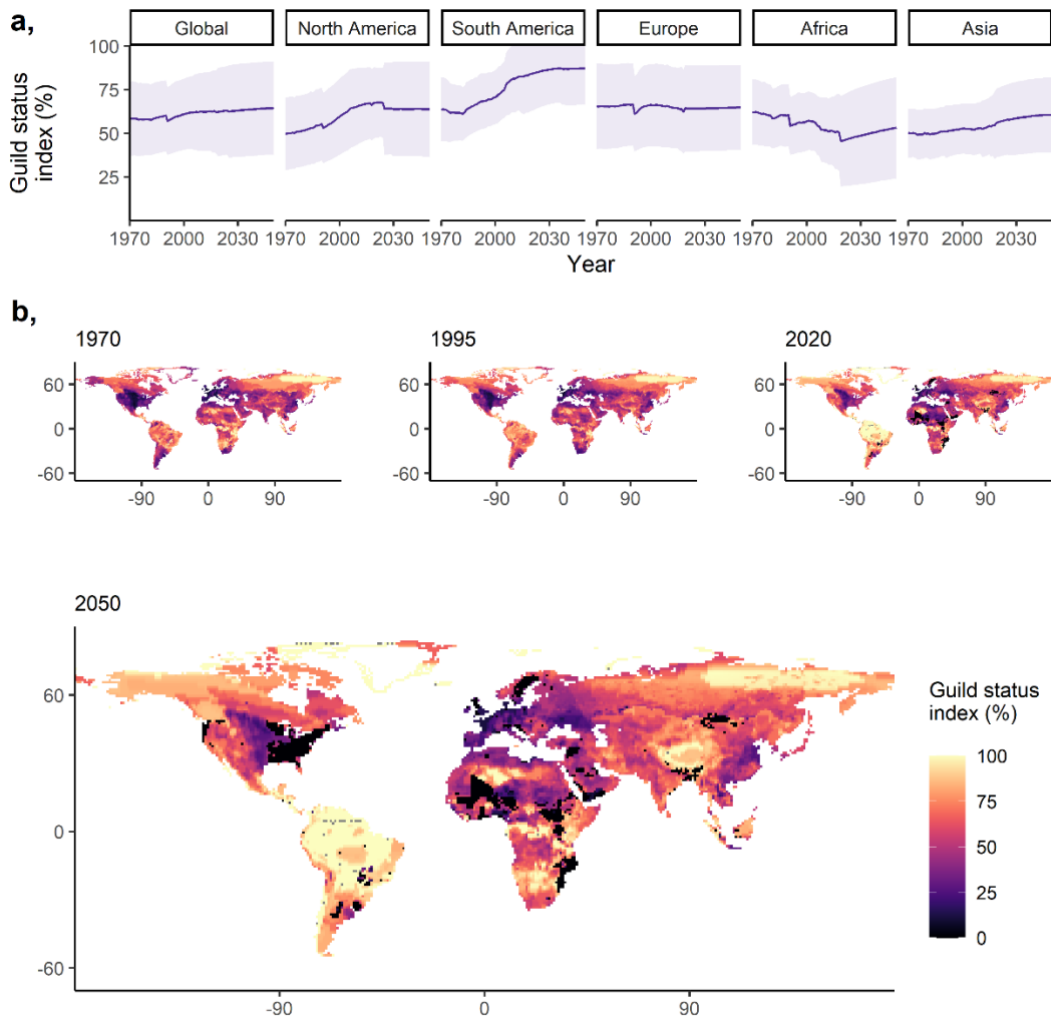 a,
Global North America South America Europe Africa Asia
Guild status
index (%)
100
75
50
25
1970 2000 2030 1970 2000 2030 1970 2000 2030 1970 2000 2030 1970 2000 2030 1970 2000 2030
Year
b,
1970 1995 2020
60 60 60
0 0 0
-60 -60 -60
-90 0 90 -90 0 90 -90 0 90
2050
60
0
-60
-90 0 90
Guild status
index (%)
100
75
50
25
0